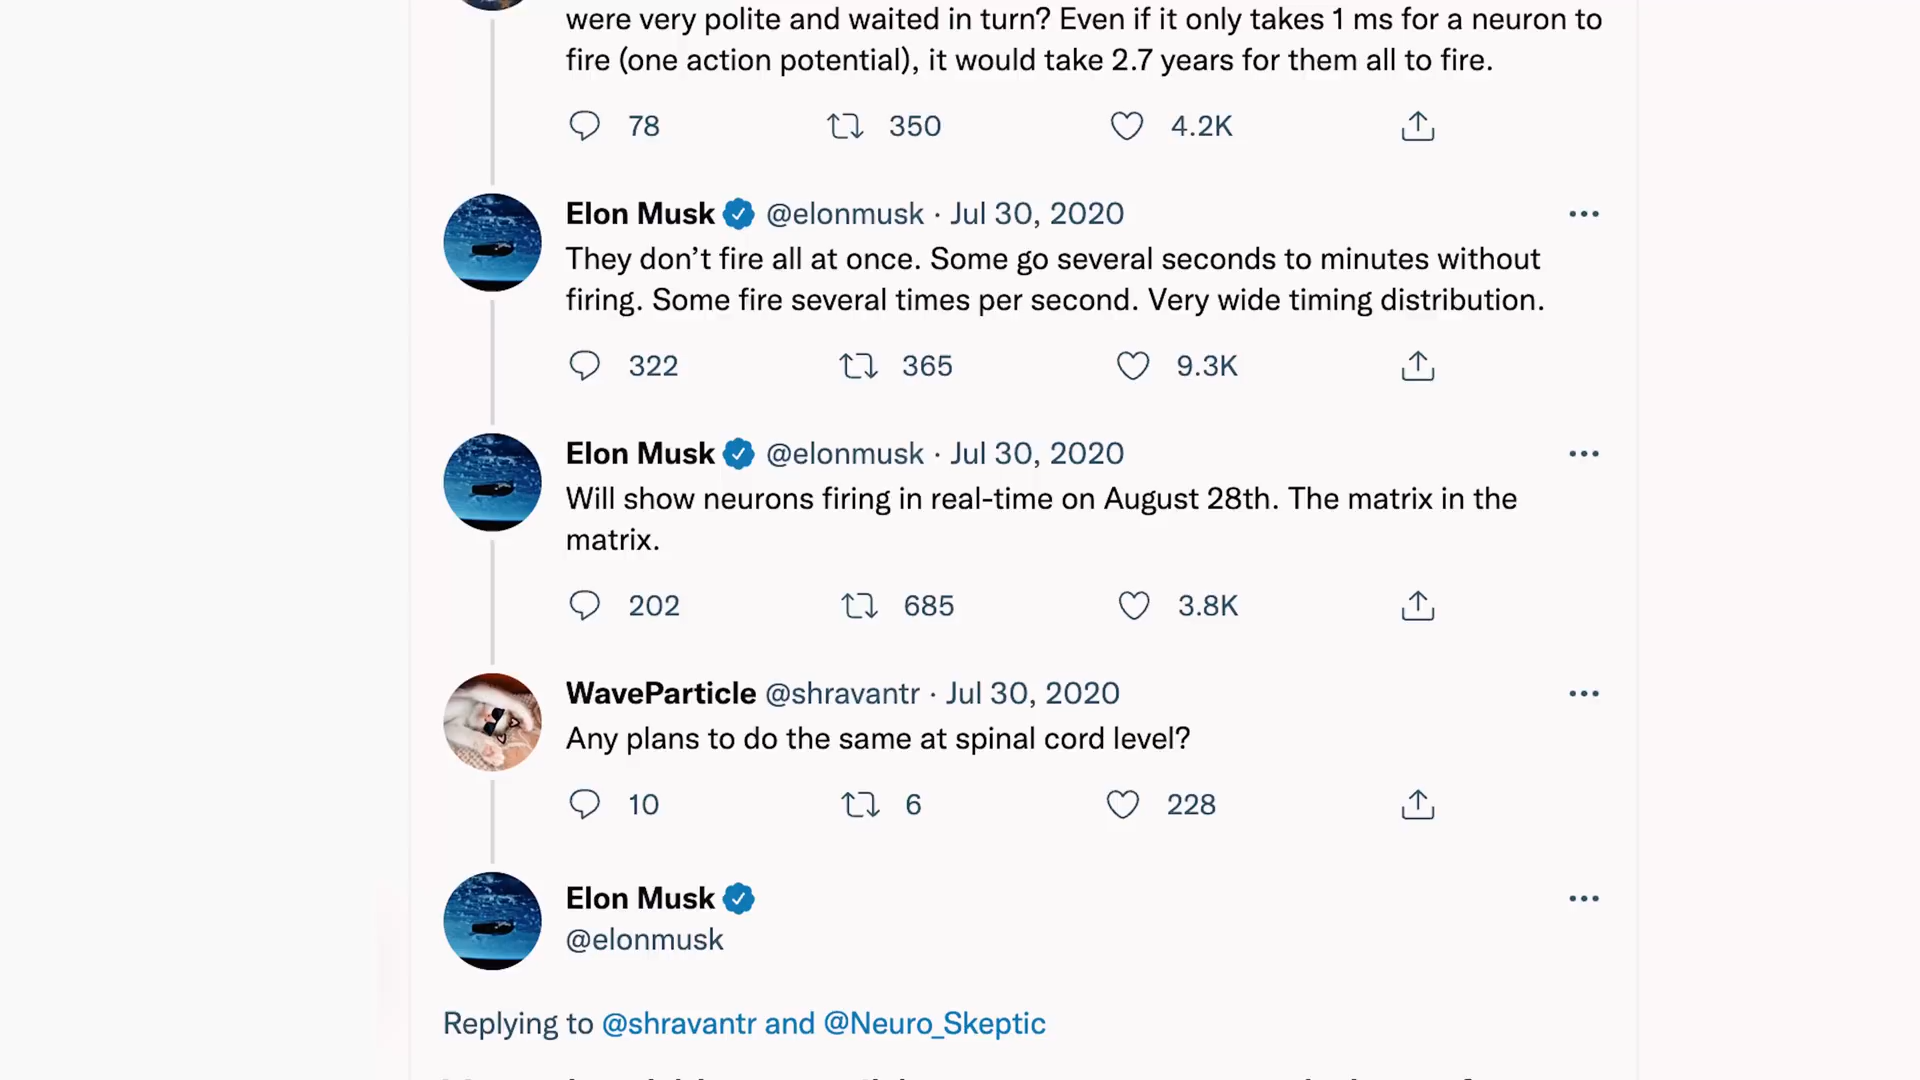 were very polite and waited in turn? Even if it only takes 1 ms for a neuron to
fire (one action potential), it would take 2.7 years for them all to fire.
78 350 4.2K
Elon Musk @elonmusk · Jul 30, 2020
They don’t fire all at once. Some go several seconds to minutes without
firing. Some fire several times per second. Very wide timing distribution.
322 365 9.3K
Elon Musk @elonmusk · Jul 30, 2020
Will show neurons firing in real-time on August 28th. The matrix in the
matrix.
202 685 3.8K
WaveParticle @shravantr · Jul 30, 2020
Any plans to do the same at spinal cord level?
10 6 228
Elon Musk
@elonmusk
Replying to @shravantr and @Neuro_Skeptic